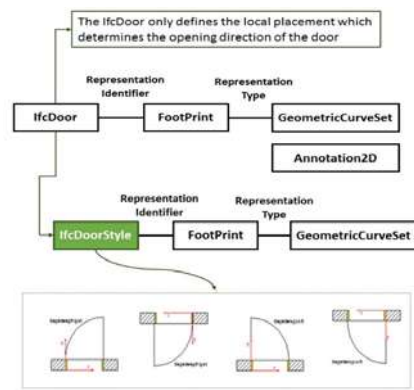 The IfcDoor only defines the local placement which
determines the opening direction of the door
Representation
Identifier
Representation
Type
IfcDoor
FootPrint
GeometricCurveSet
Annotation2D
Representation
Identifier
Representation
Type
IfcDoorStyle
FootPrint
GeometricCurveSet